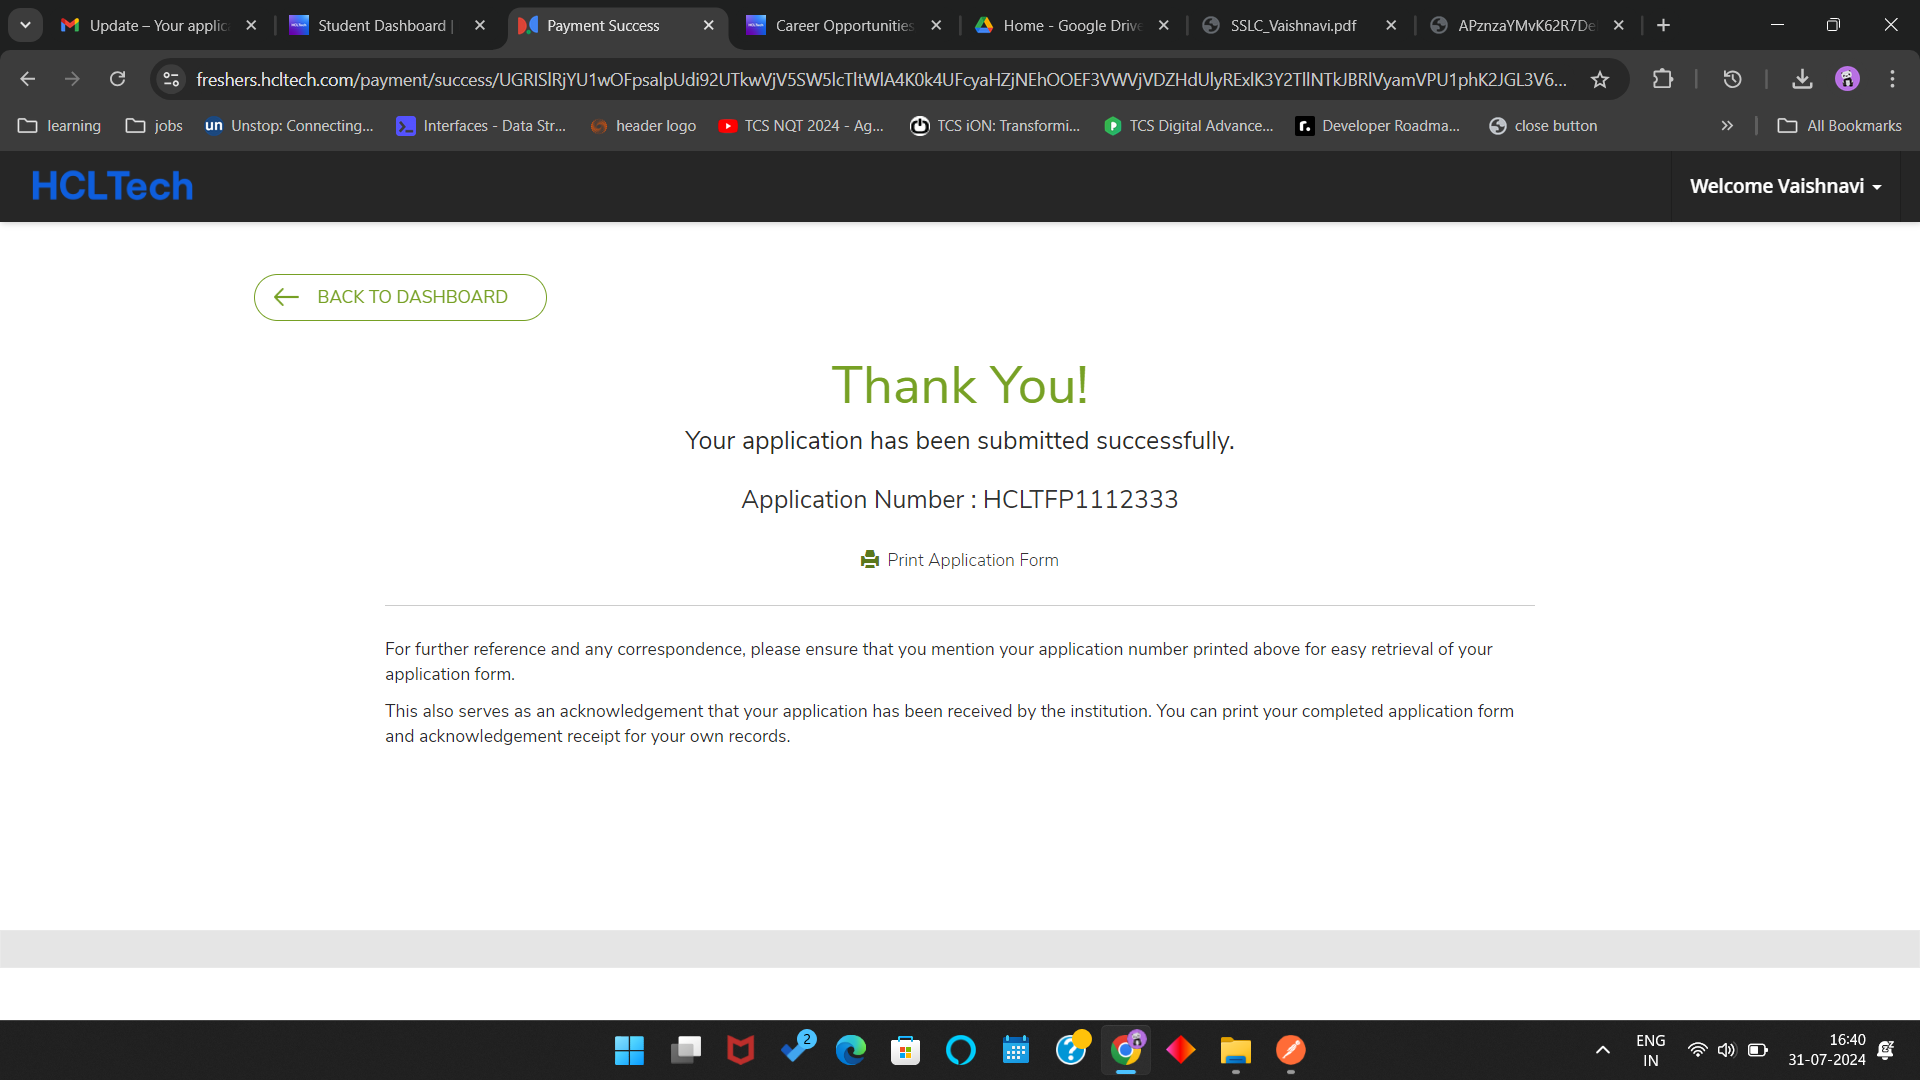 Update – Your applic
Student Dashboard |
Payment Success
Career Opportunities
Home - Google Drive
SSLC_Vaishnavi.pdf
APznzaYMvK62R7De
learning
jobs
un
Unstop: Connecting...
Interfaces - Data Str...
header logo
TCS NQT 2024 - Ag...
TCS iON: Transformi...
TCS Digital Advance...
r.
Developer Roadma...
close button
All Bookmarks
HCLTech
Welcome Vaishnavi
BACK TO DASHBOARD
Thank You!
Your application has been submitted successfully.
Application Number : HCLTFP1112333
Print Application Form
For further reference and any correspondence, please ensure that you mention your application number printed above for easy retrieval of your
application form.
This also serves as an acknowledgement that your application has been received by the institution. You can print your completed application form
and acknowledgement receipt for your own records.
2
ENG
IN
16:40
31-07-2024